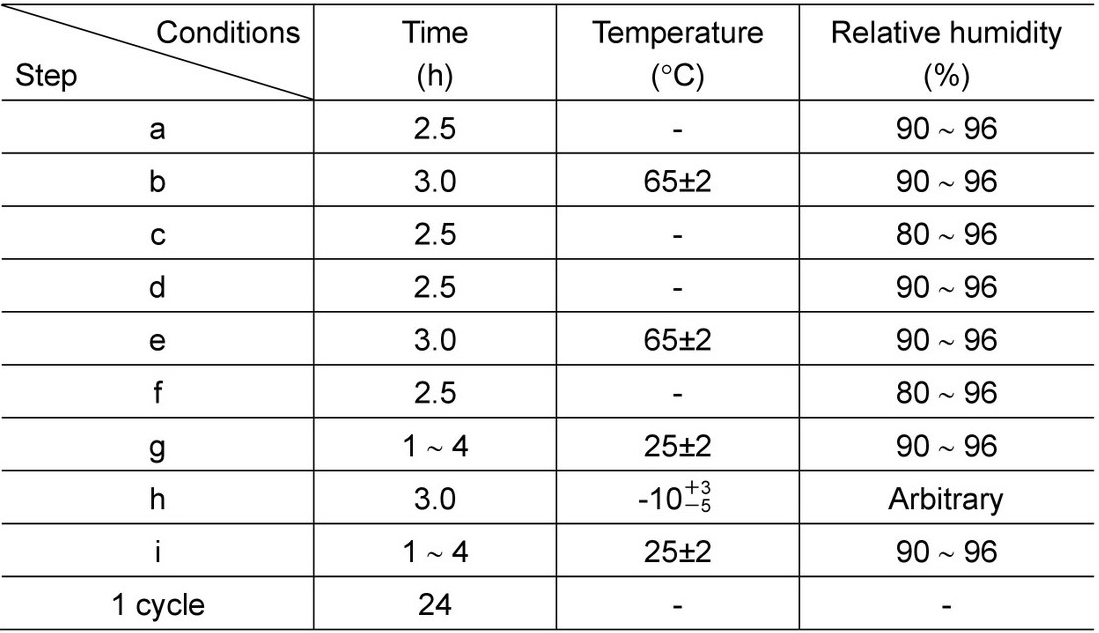 Conditions Time Temperature Relative humidity
Step (h) (°C) (%)
a 2.5 - 90 ~ 96
b 3.0 65±2 90 ~ 96
c 2.5 - 80 ~ 96
d 2.5 - 90 ~ 96
e 3.0 65±2 90 ~ 96
f 2.5 - 80 ~ 96
g 1 ~ 4 25±2 90 ~ 96
h 3.0 -10 +3 −5 Arbitrary
i 1 ~ 4 25±2 90 ~ 96
1 cycle 24 - -